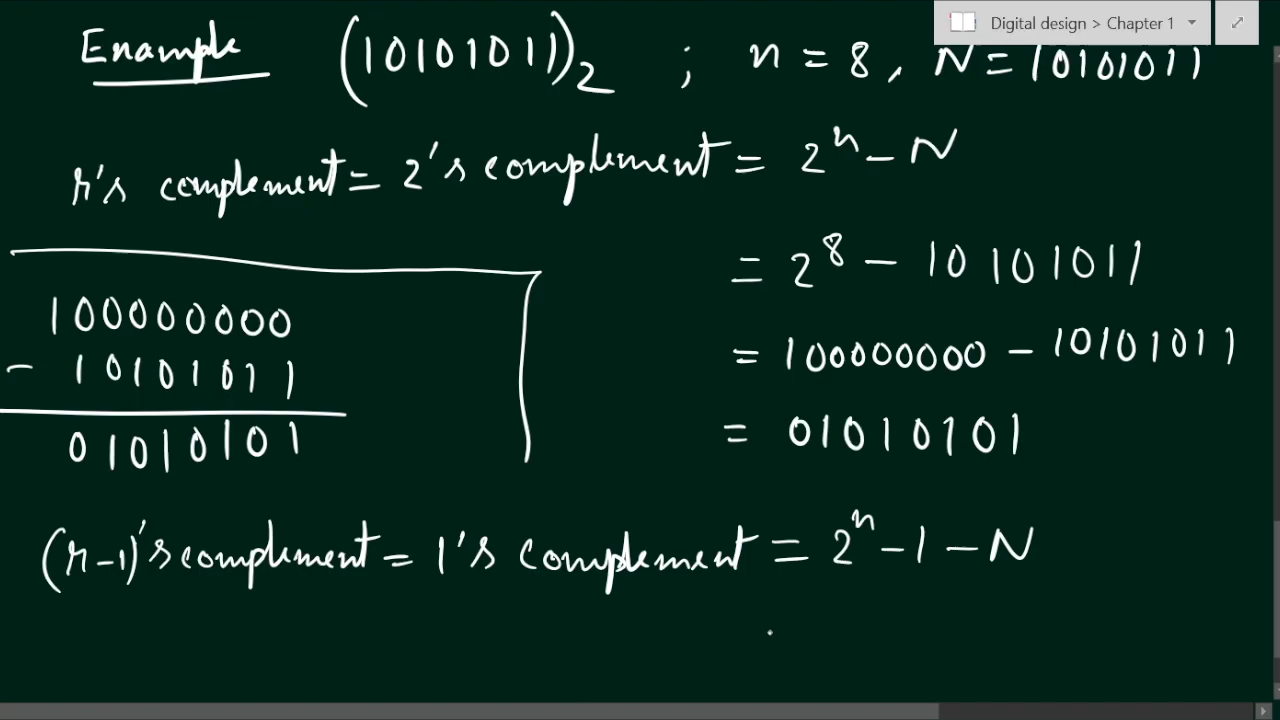 Digital design > Chapter 1
Example (10101011)₂ ; n = 8, N = 10101011
r's complement = 2's complement = 2ⁿ - N
= 2⁸ - 10101011
= 100000000 - 10101011
= 01010101
100000000
- 10101011
01010101
(r-1)'s complement = 1's complement = 2ⁿ - 1 - N